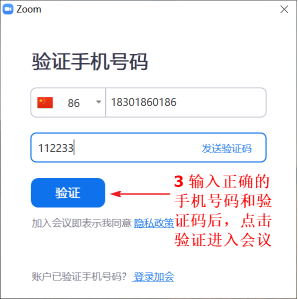 Zoom
验证手机号码
86 18301860186
112233 发送验证码
验证
3 输入正确的
手机号码和验
证码后，点击
验证进入会议
加入会议即表示我同意 隐私政策
账户已验证手机号码？ 登录加会